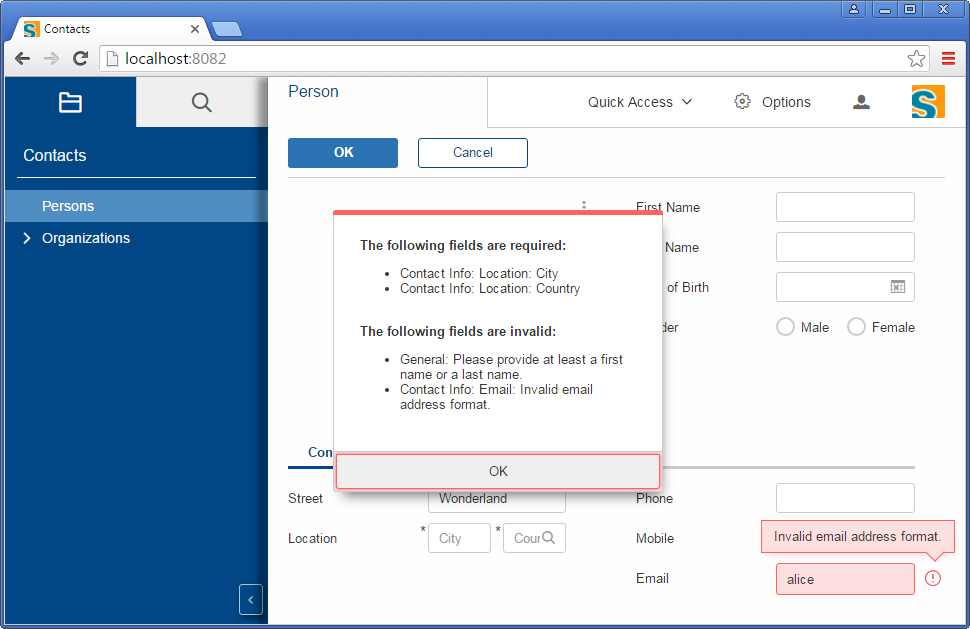 Contacts
localhost:8082
Person
Quick Access
Options
Contacts
OK
Cancel
Persons
Organizations
First Name
Name
of Birth
Male
Female
The following fields are required:
Contact Info: Location: City
Contact Info: Location: Country
The following fields are invalid:
General: Please provide at least a first
name or a last name.
Contact Info: Email: Invalid email
address format.
OK
Street
Wonderland
Phone
Location
* City
* Cour
Mobile
Invalid email address format.
Email
alice